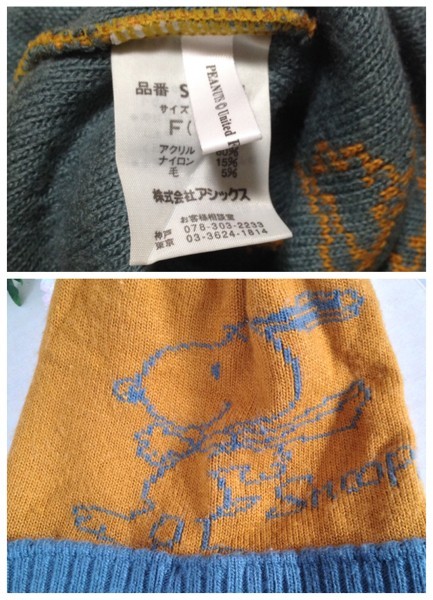 品番 S
サイズ
F(
アクリル 80%
ナイロン 15%
毛 5%
株式会社アシックス
お客様相談室
神戸 078-303-2233
東京 03-3624-1814
PEANUTS © United F
Snoop